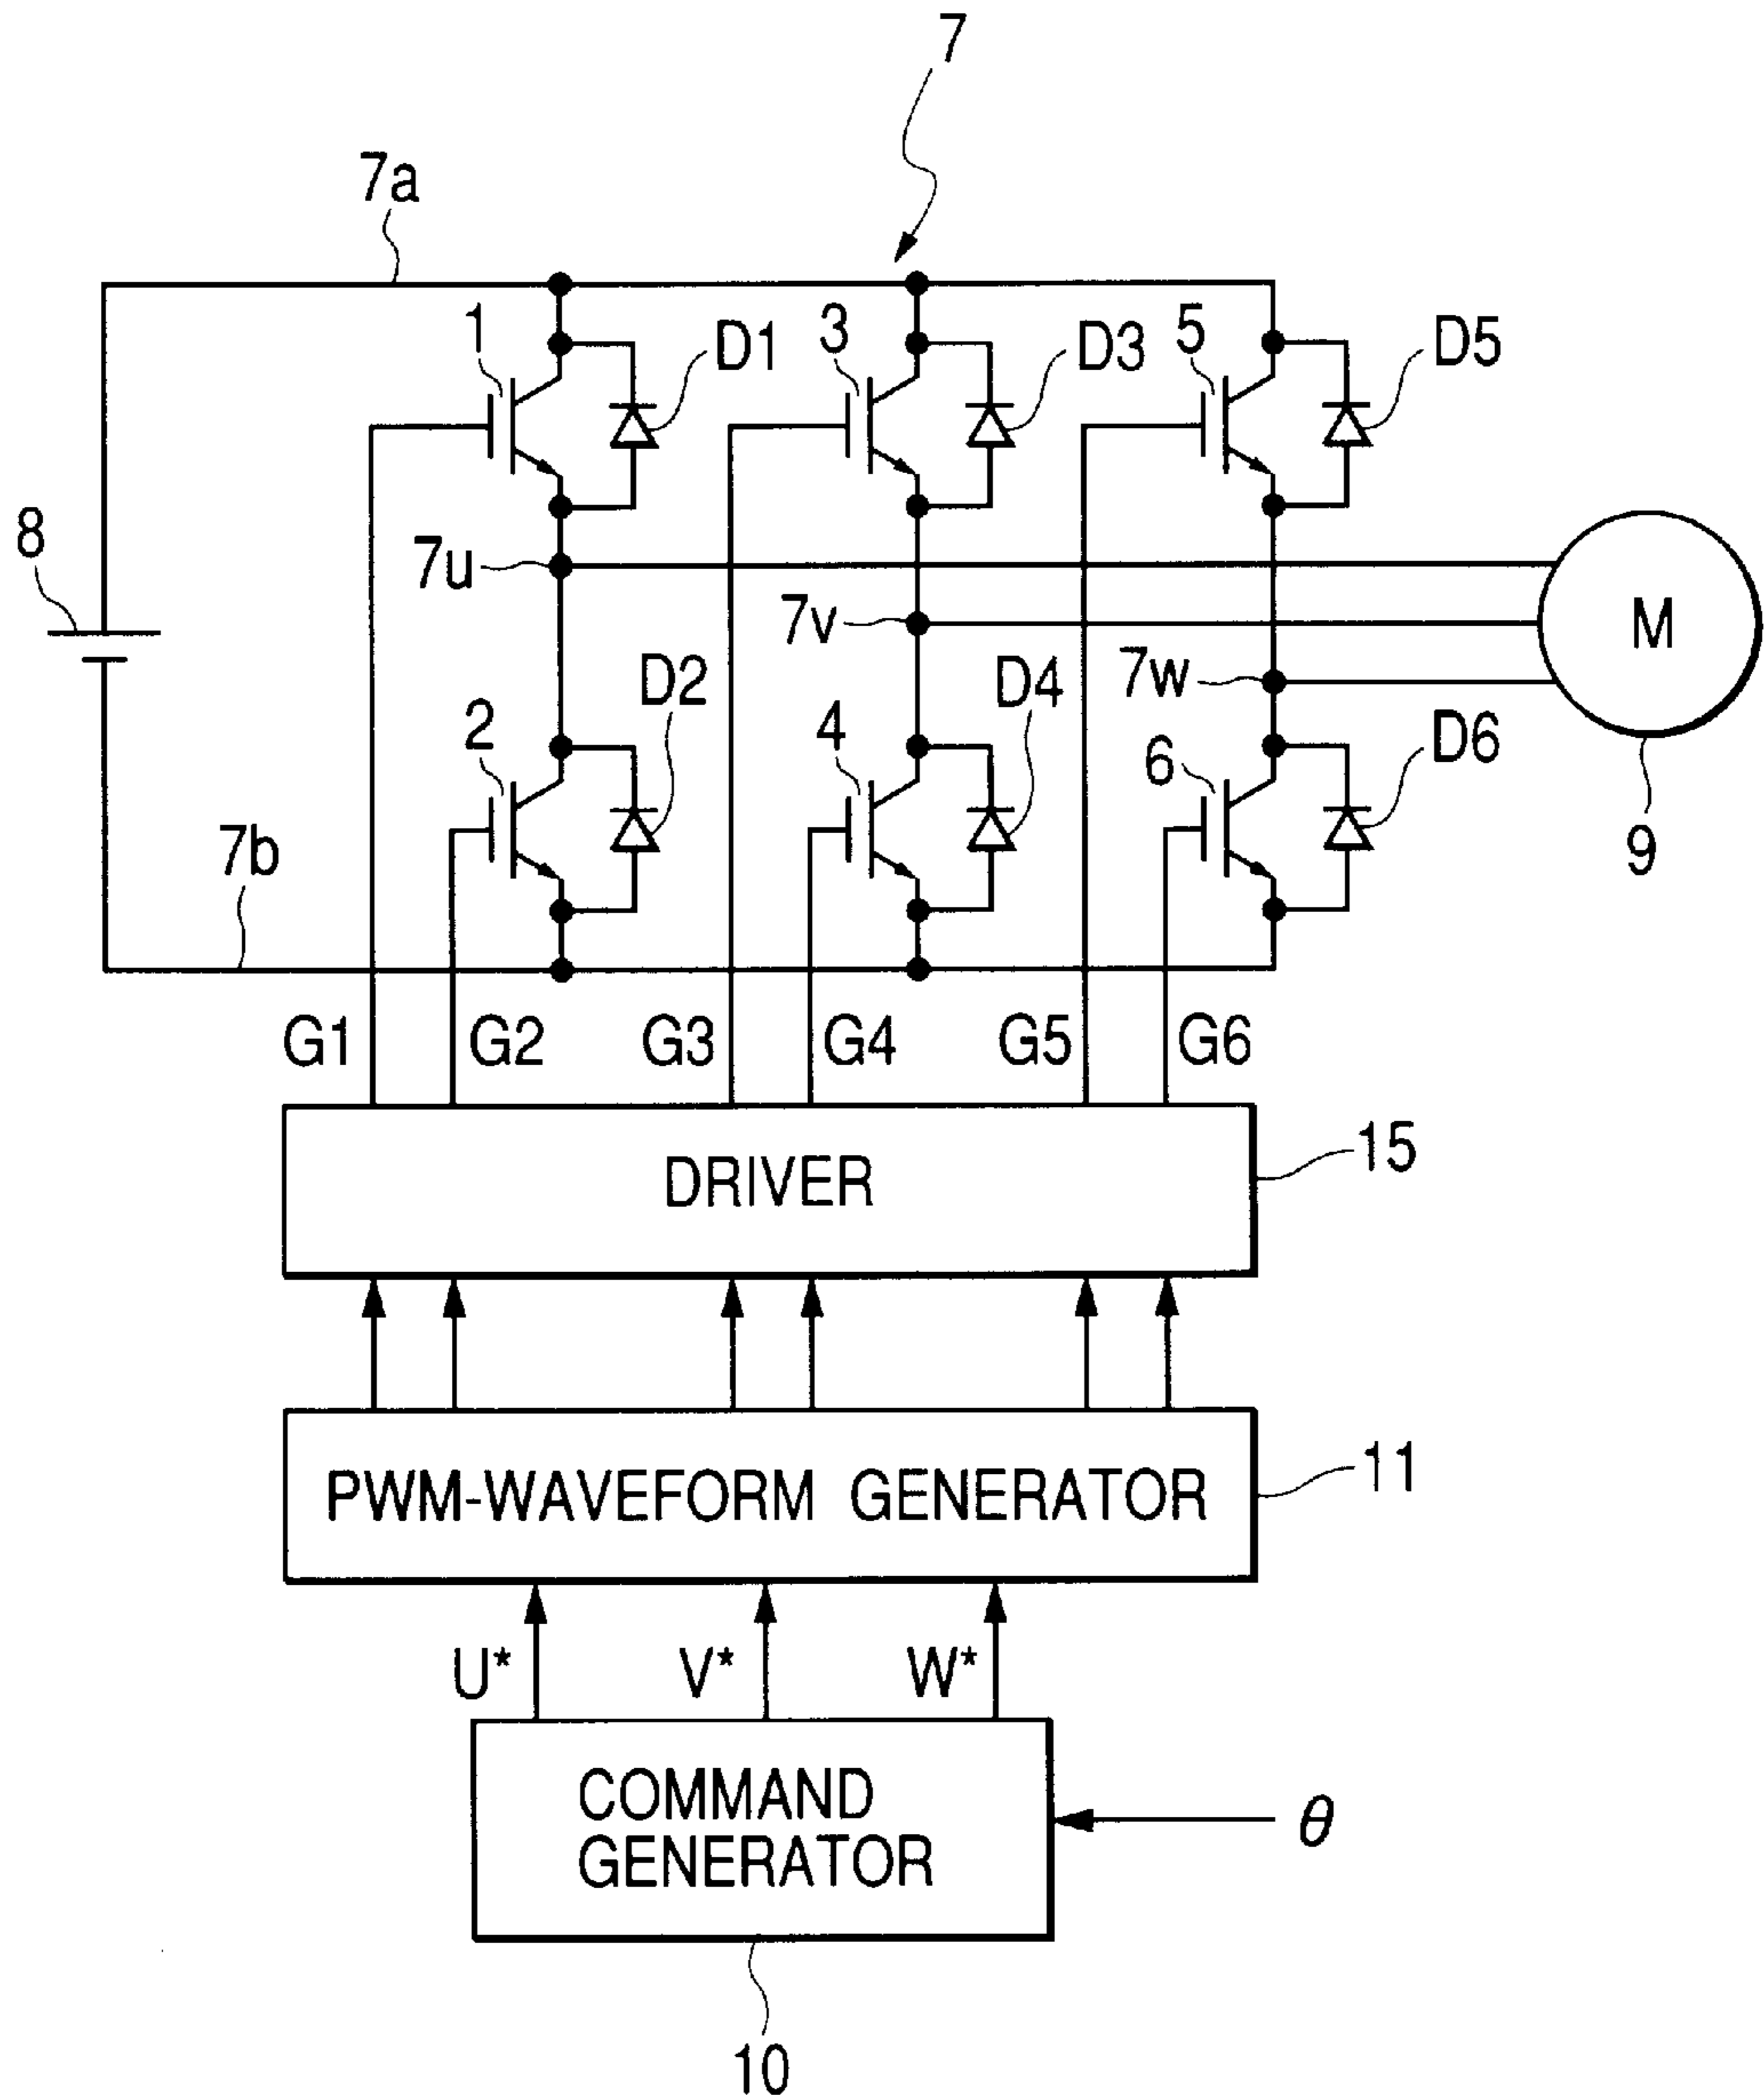 7
7a
1
D1
3
D3
5
D5
8
7u
7v
M
7w
D2
D4
D6
2
4
6
9
7b
G1
G2
G3
G4
G5
G6
DRIVER
15
PWM-WAVEFORM GENERATOR
11
U*
V*
W*
COMMAND
GENERATOR
θ
10